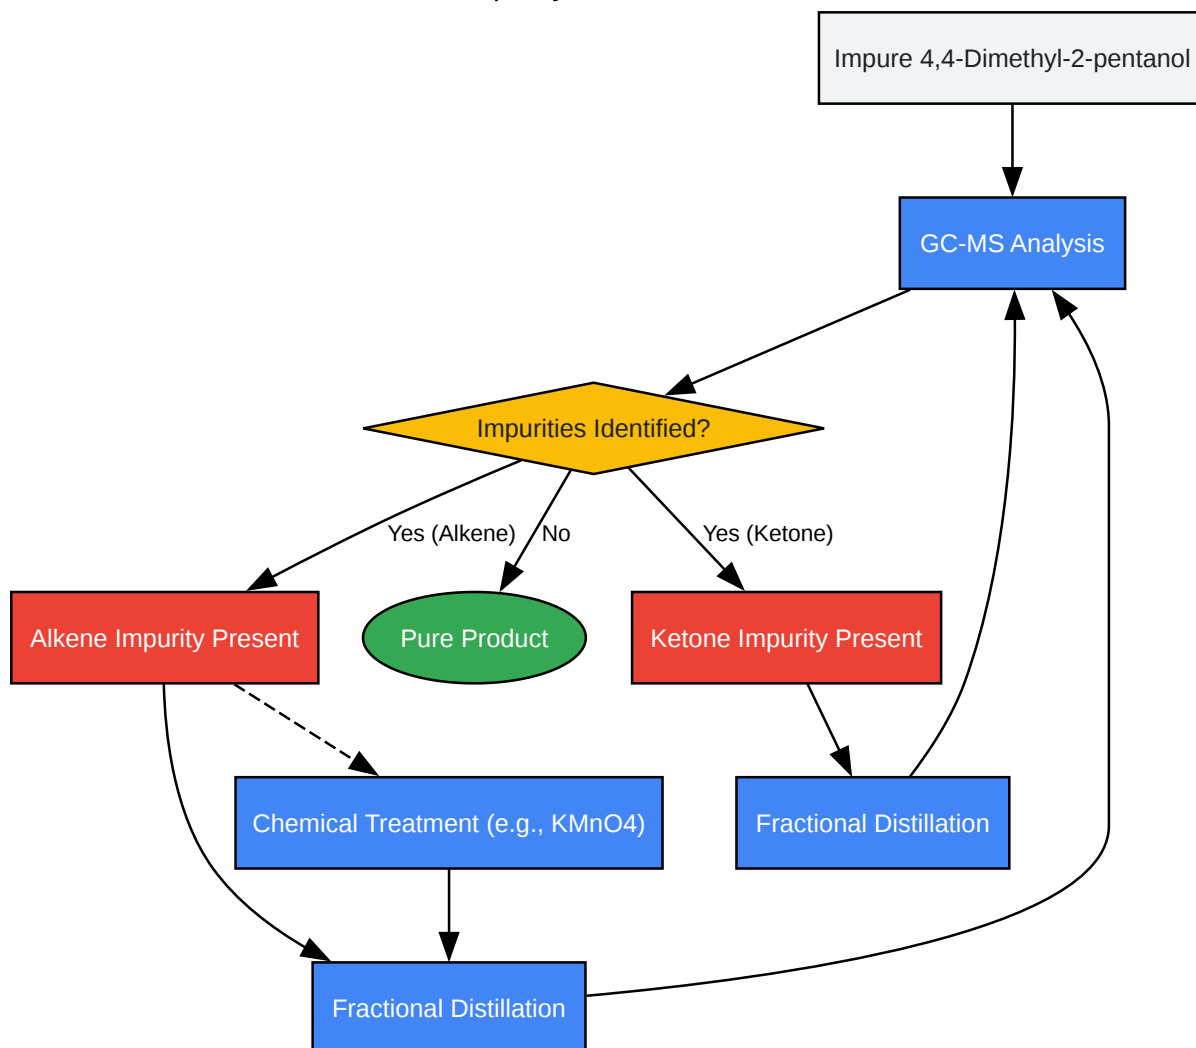 Impure 4,4-Dimethyl-2-pentanol
GC-MS Analysis
Impurities Identified?
Yes (Alkene)
No
Yes (Ketone)
Alkene Impurity Present
Pure Product
Ketone Impurity Present
Chemical Treatment (e.g., KMnO4)
Fractional Distillation
Fractional Distillation